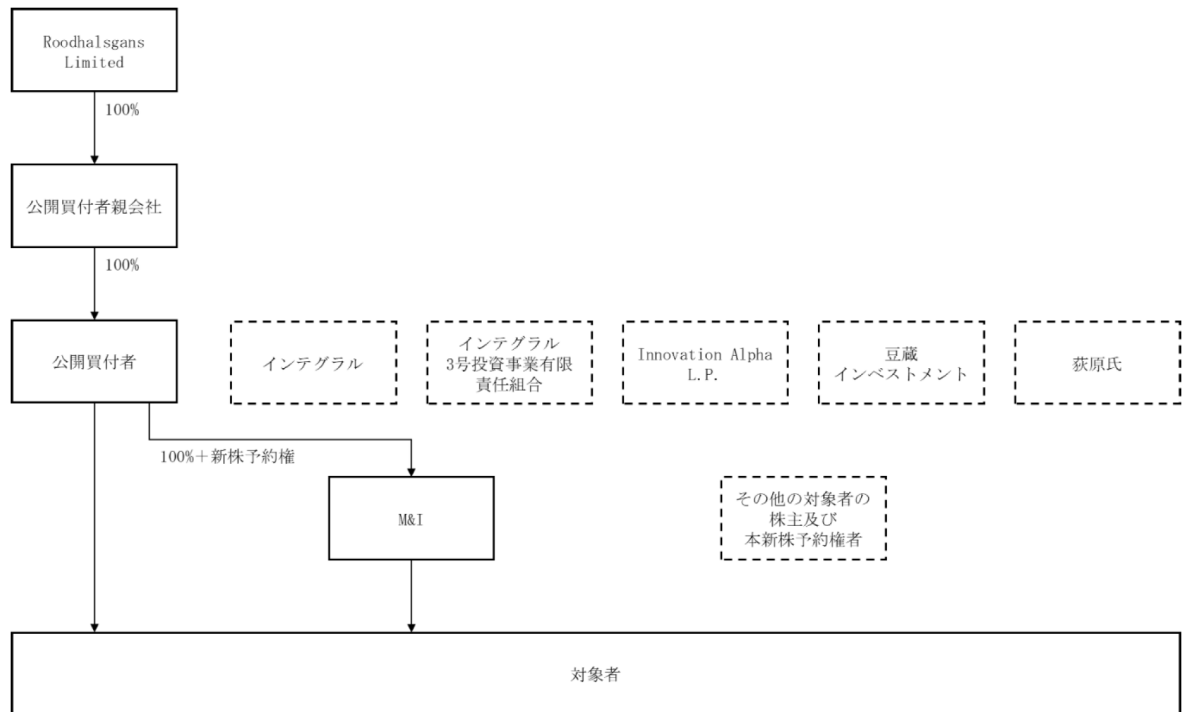 Roodhalsgans
Limited
100%
公開買付者親会社
100%
公開買付者
インテグラル
インテグラル
3号投資事業有限
責任組合
Innovation Alpha
L.P.
豆蔵
インベストメント
荻原氏
100%＋新株予約権
M&I
その他の対象者の
株主及び
本新株予約権者
対象者